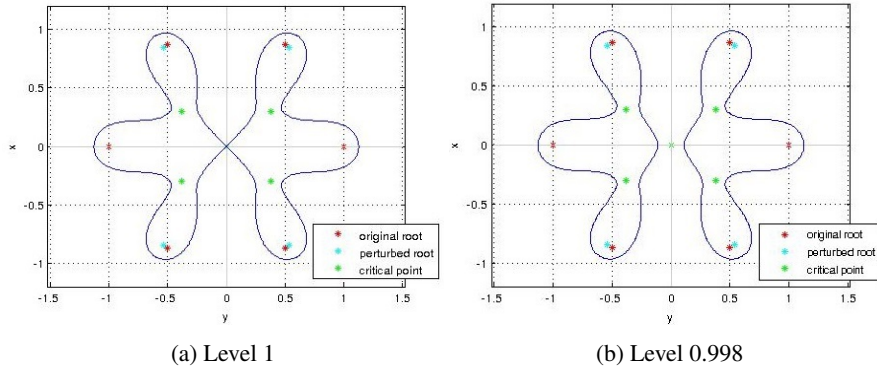 1
0.5
0
-0.5
-1
-1.5 -1 -0.5 0 0.5 1 1.5
x
y
original root
perturbed root
critical point
(a) Level 1
1
0.5
0
-0.5
-1
-1.5 -1 -0.5 0 0.5 1 1.5
x
y
original root
perturbed root
critical point
(b) Level 0.998